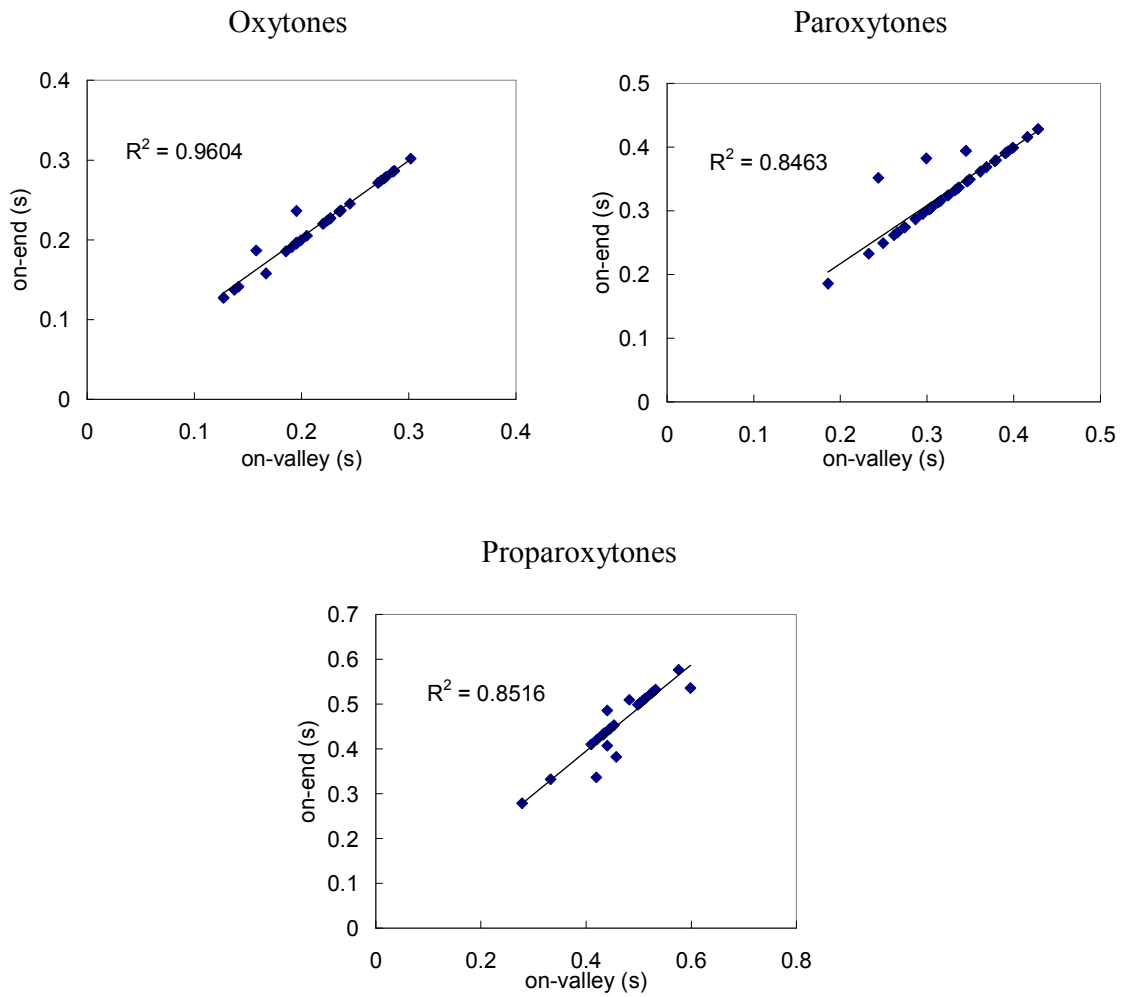 Oxytones
0.4
0.3
0.2
0.1
0
on-end (s)
R² = 0.9604
0 0.1 0.2 0.3 0.4
on-valley (s)
Paroxytones
0.5
0.4
0.3
0.2
0.1
0
on-end (s)
R² = 0.8463
0 0.1 0.2 0.3 0.4 0.5
on-valley (s)
Proparoxytones
0.7
0.6
0.5
0.4
0.3
0.2
0.1
0
on-end (s)
R² = 0.8516
0 0.2 0.4 0.6 0.8
on-valley (s)